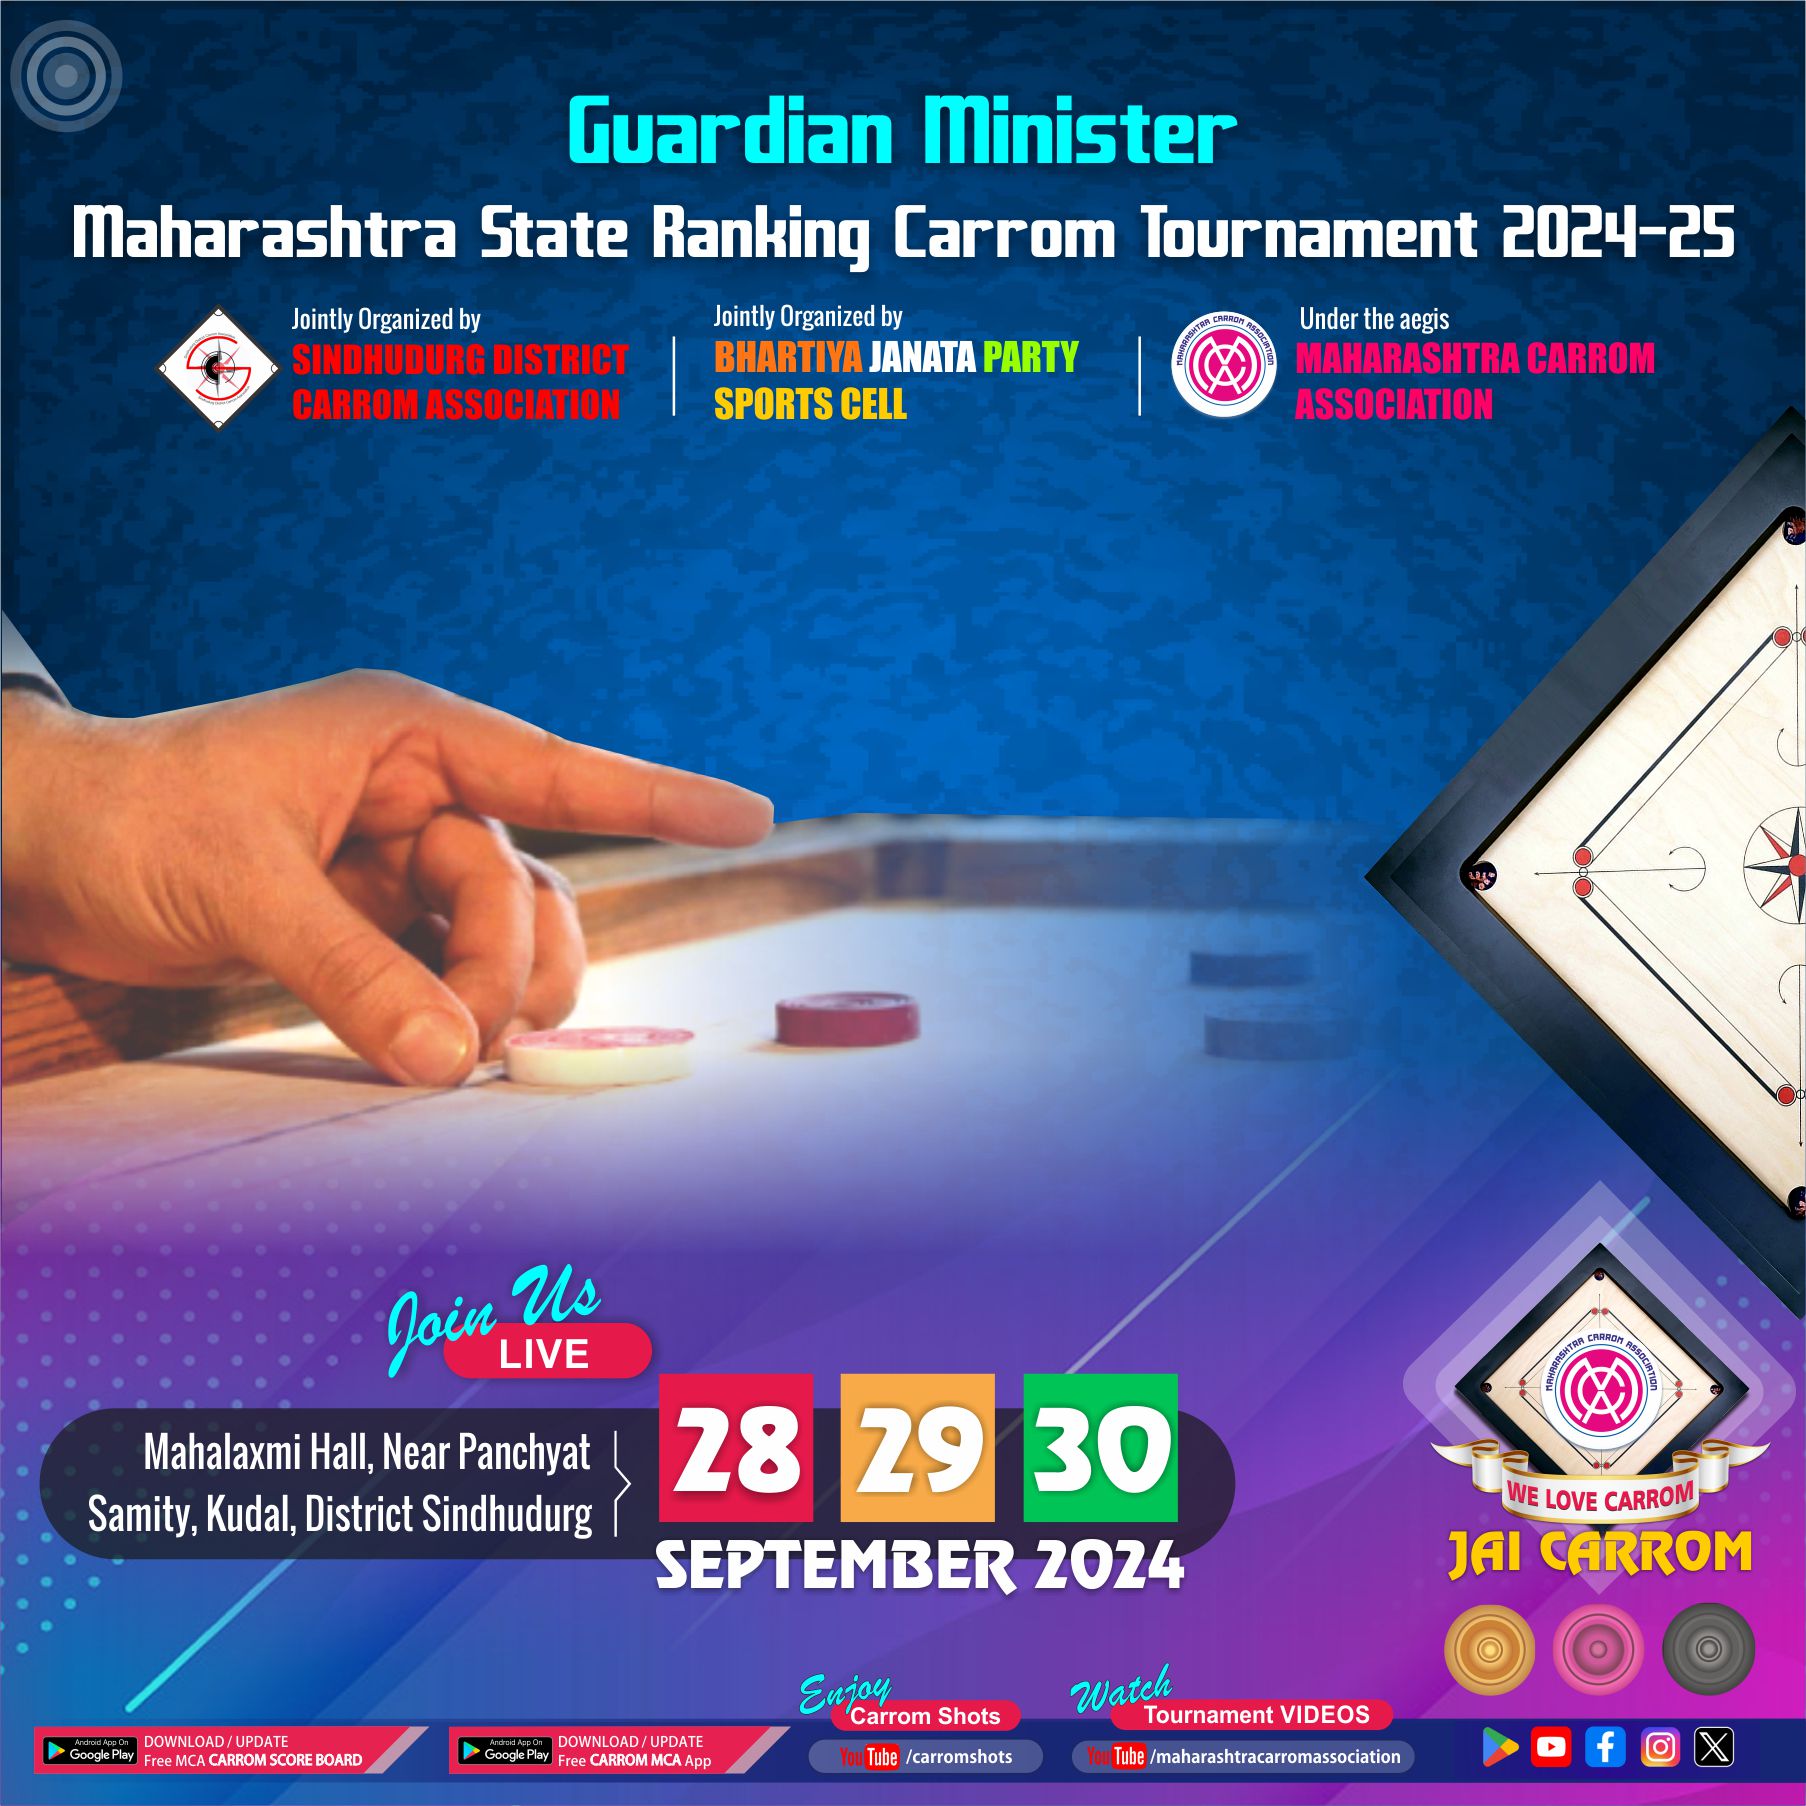 Guardian Minister
Maharashtra State Ranking Carrom Tournament 2024-25
Jointly Organized by
SINDHUDURG DISTRICT
CARROM ASSOCIATION
Jointly Organized by
BHARTIYA JANATA PARTY
SPORTS CELL
MAHARASHTRA CARROM ASSOCIATION
Under the aegis
MAHARASHTRA CARROM
ASSOCIATION
Join Us
LIVE
Mahalaxmi Hall, Near Panchyat
Samity, Kudal, District Sindhudurg
28 29 30
SEPTEMBER 2024
MAHARASHTRA CARROM ASSOCIATION
WE LOVE CARROM
JAI CARROM
Android App On
Google Play
DOWNLOAD / UPDATE
Free MCA CARROM SCORE BOARD
Android App On
Google Play
DOWNLOAD / UPDATE
Free CARROM MCA App
Enjoy
Carrom Shots
YouTube /carromshots
Watch
Tournament VIDEOS
YouTube /maharashtracarromassociation